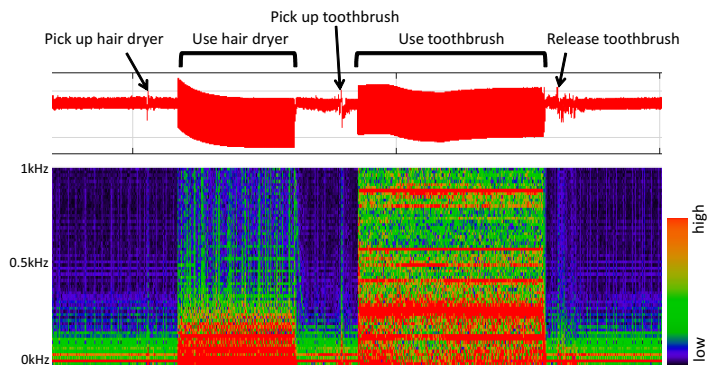 Pick up toothbrush
Pick up hair dryer
Use hair dryer
Use toothbrush
Release toothbrush
1kHz
0.5kHz
0kHz
high
low